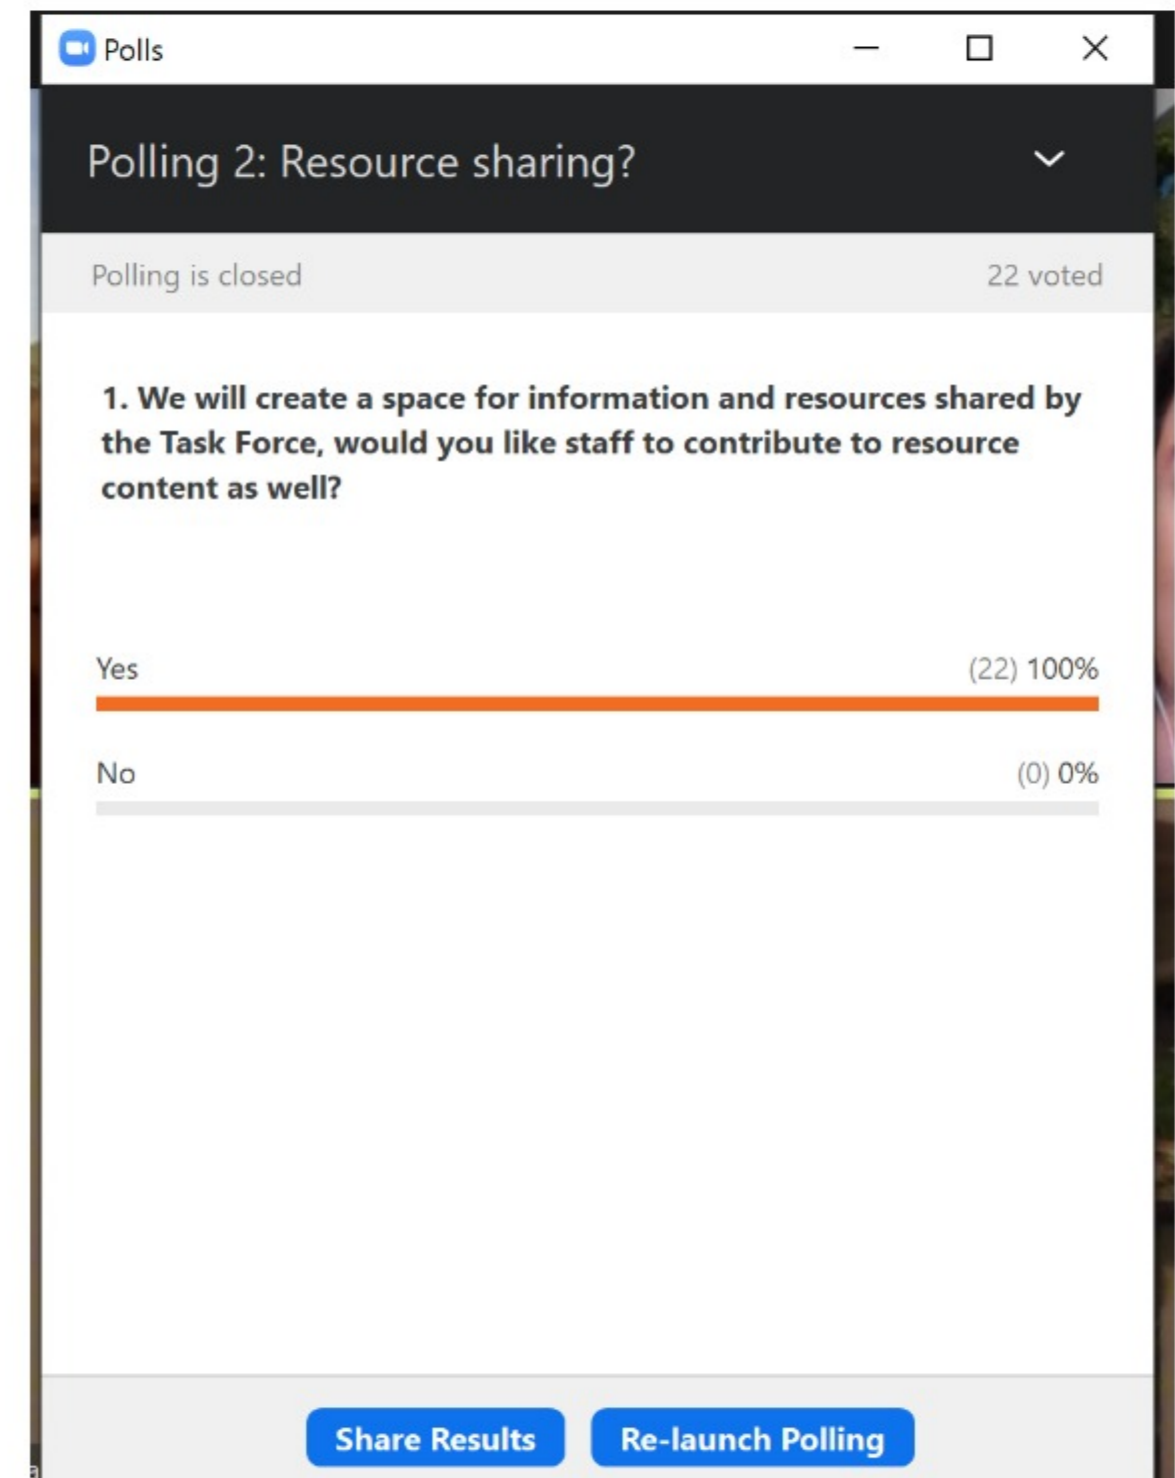 Polls
Polling 2: Resource sharing?
Polling is closed 22 voted
1. We will create a space for information and resources shared by
the Task Force, would you like staff to contribute to resource
content as well?
Yes (22) 100%
No (0) 0%
Share Results Re-launch Polling